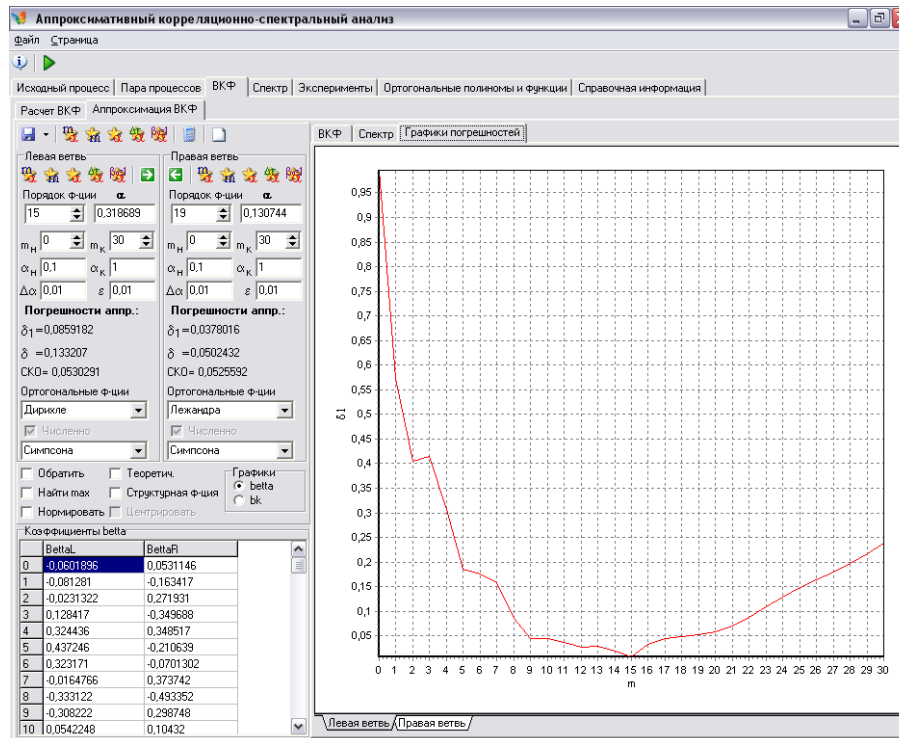 Аппроксимативный корреляционно-спектральный анализ
Файл Страница
Исходный процесс Пара процессов ВКФ Спектр Эксперименты Ортогональные полиномы и функции Справочная информация
Расчет ВКФ Аппроксимация ВКФ
Левая ветвь
Порядок ф-ции α
15 0,318689
mн 0 mк 30
αн 0,1 αк 1
Δα 0,01 ε 0,01
Погрешности аппр.:
δ1=0,0859182
δ =0,133207
СКО= 0,0530291
Ортогональные ф-ции
Дирихле
Численно
Симпсона
Правая ветвь
Порядок ф-ции α
19 0,130744
mн 0 mк 30
αн 0,1 αк 1
Δα 0,01 ε 0,01
Погрешности аппр.:
δ1=0,0378016
δ =0,0502432
СКО= 0,0525592
Ортогональные ф-ции
Лежандра
Численно
Симпсона
Обратить Теоретич.
Найти max Структурная ф-ция
Нормировать Центрировать
Графики
betta
bk
Коэффициенты betta
BettaL BettaR
0 -0,0601896 0,0531146
1 -0,081281 -0,163417
2 -0,0231322 0,271931
3 0,128417 -0,349688
4 0,324436 0,348517
5 0,437246 -0,210639
6 0,323171 -0,0701302
7 -0,0164766 0,373742
8 -0,333122 -0,493352
9 -0,308222 0,298748
10 0,0542248 0,10432
ВКФ Спектр Графики погрешностей
0,95
0,9
0,85
0,8
0,75
0,7
0,65
0,6
0,55
0,5
0,45
0,4
0,35
0,3
0,25
0,2
0,15
0,1
0,05
δ1
0 1 2 3 4 5 6 7 8 9 10 11 12 13 14 15 16 17 18 19 20 21 22 23 24 25 26 27 28 29 30
m
Левая ветвь Правая ветвь